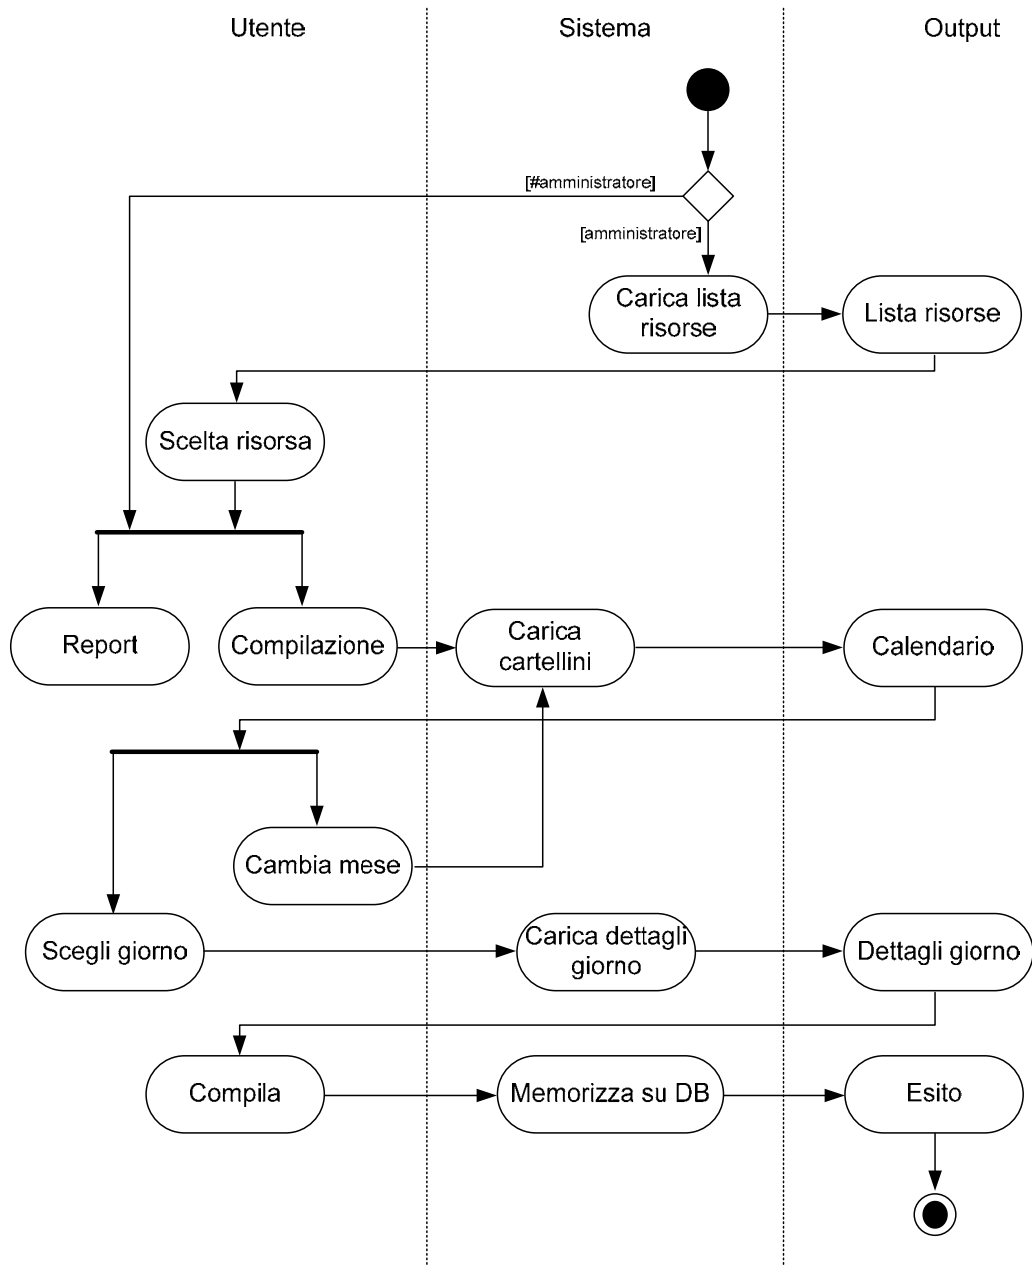 Utente
Sistema
Output
[#amministratore]
[amministratore]
Carica lista
risorse
Lista risorse
Scelta risorsa
Report
Compilazione
Carica
cartellini
Calendario
Cambia mese
Scegli giorno
Carica dettagli
giorno
Dettagli giorno
Compila
Memorizza su DB
Esito